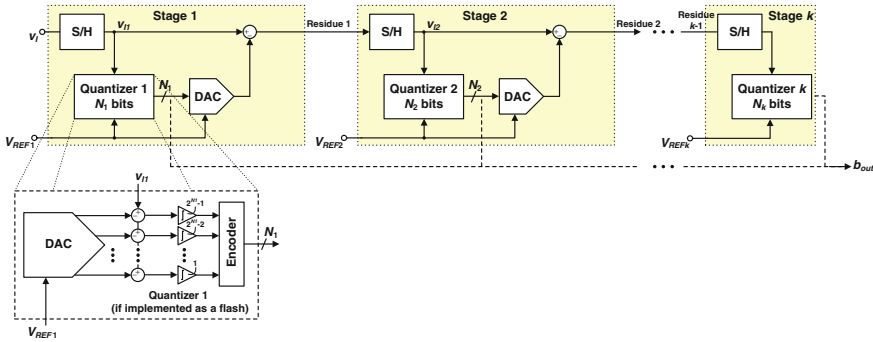 Stage 1
Stage 2
Stage k
v_I
S/H
v_I1
Residue 1
S/H
v_I2
Residue 2
Residue
k-1
S/H
Quantizer 1
N_1 bits
N_1
DAC
Quantizer 2
N_2 bits
N_2
DAC
Quantizer k
N_k bits
V_REF1
V_REF2
V_REFk
b_out
v_I1
DAC
2^N1-1
2^N1-2
1
Encoder
N_1
Quantizer 1
(if implemented as a flash)
V_REF1